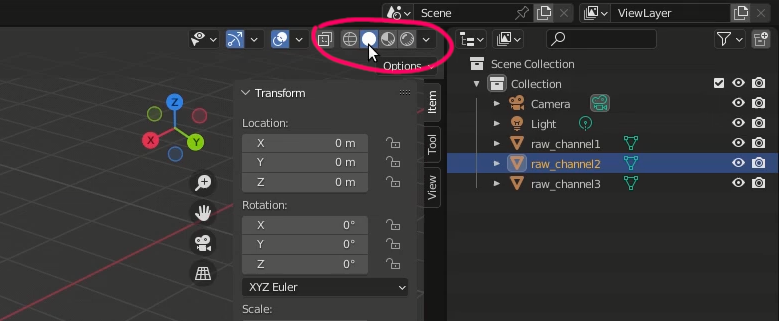 Scene
ViewLayer
Options
Transform
Item
Tool
View
Location:
X 0 m
Y 0 m
Z 0 m
Rotation:
X 0°
Y 0°
Z 0°
XYZ Euler
Scale:
Z
X
Y
Scene Collection
Collection
Camera
Light
raw_channel1
raw_channel2
raw_channel3